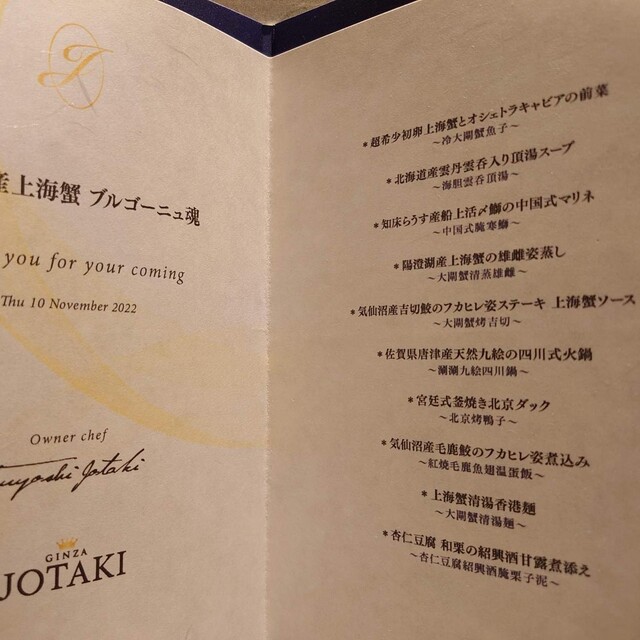 産上海蟹 ブルゴーニュ魂
you for your coming
Thu 10 November 2022
Owner chef
GINZA
JOTAKI
*超希少初卵上海蟹とオシェトラキャビアの前菜
～冷大閘蟹魚子～
*北海道産雲丹雲呑入り頂湯スープ
～海胆雲呑頂湯～
*知床らうす産船上活〆鰤の中国式マリネ
～中国式腌寒鰤～
*陽澄湖産上海蟹の雄雌姿蒸し
～大閘蟹清蒸雄雌～
*気仙沼産吉切鮫のフカヒレ姿ステーキ 上海蟹ソース
～大閘蟹烤吉切～
*佐賀県唐津産天然九絵の四川式火鍋
～涮涮九絵四川鍋～
*宮廷式釜焼き北京ダック
～北京烤鴨子～
*気仙沼産毛鹿鮫のフカヒレ姿煮込み
～紅焼毛鹿魚翅温蛋飯～
*上海蟹清湯香港麺
～大閘蟹清湯麺～
*杏仁豆腐 和栗の紹興酒甘露煮添え
～杏仁豆腐紹興酒腌栗子泥～